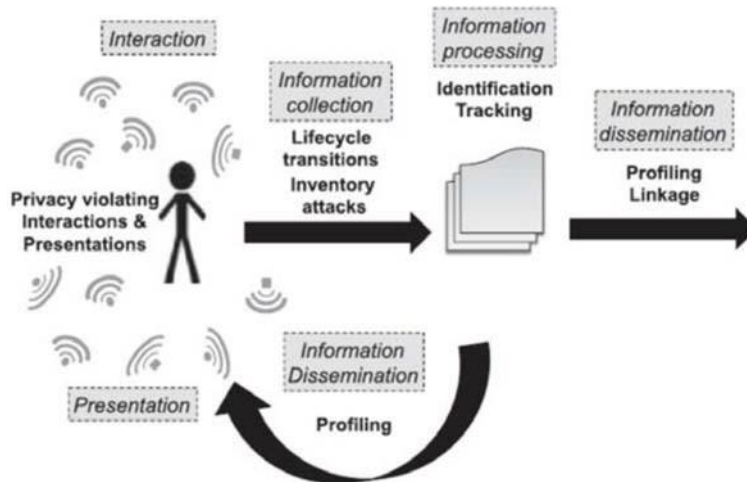 Interaction
Information
processing
Information
collection
Identification
Tracking
Information
dissemination
Lifecycle
transitions
Inventory
attacks
Profiling
Linkage
Privacy violating
Interactions &
Presentations
Information
Dissemination
Presentation
Profiling